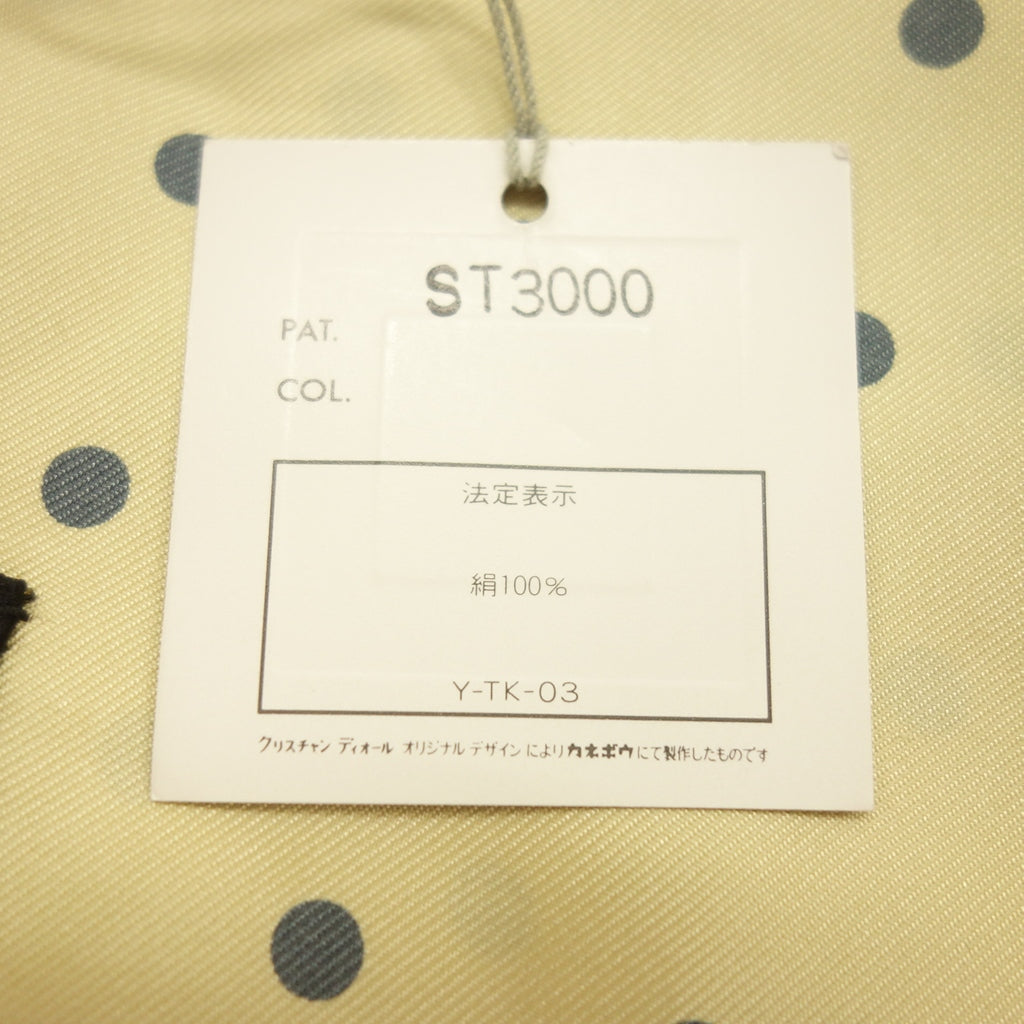 ST3000
PAT.
COL.
法定表示
絹100%
Y-TK-03
クリスチャン ディオール オリジナル デザイン により カネボウ にて製作したものです